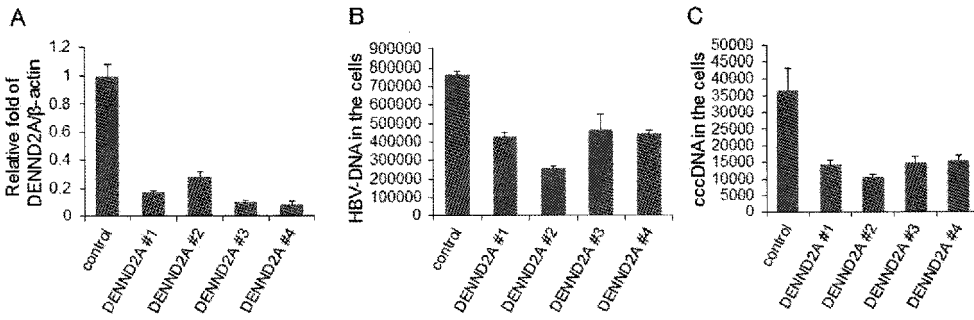 A
Relative fold of
DENND2A/β-actin
1.2
1
0.8
0.6
0.4
0.2
0
control
DENND2A #1
DENND2A #2
DENND2A #3
DENND2A #4
B
HBV-DNA in the cells
900000
800000
700000
600000
500000
400000
300000
200000
100000
0
control
DENND2A #1
DENND2A #2
DENND2A #3
DENND2A #4
C
cccDNA in the cells
50000
45000
40000
35000
30000
25000
20000
15000
10000
5000
0
control
DENND2A #1
DENND2A #2
DENND2A #3
DENND2A #4